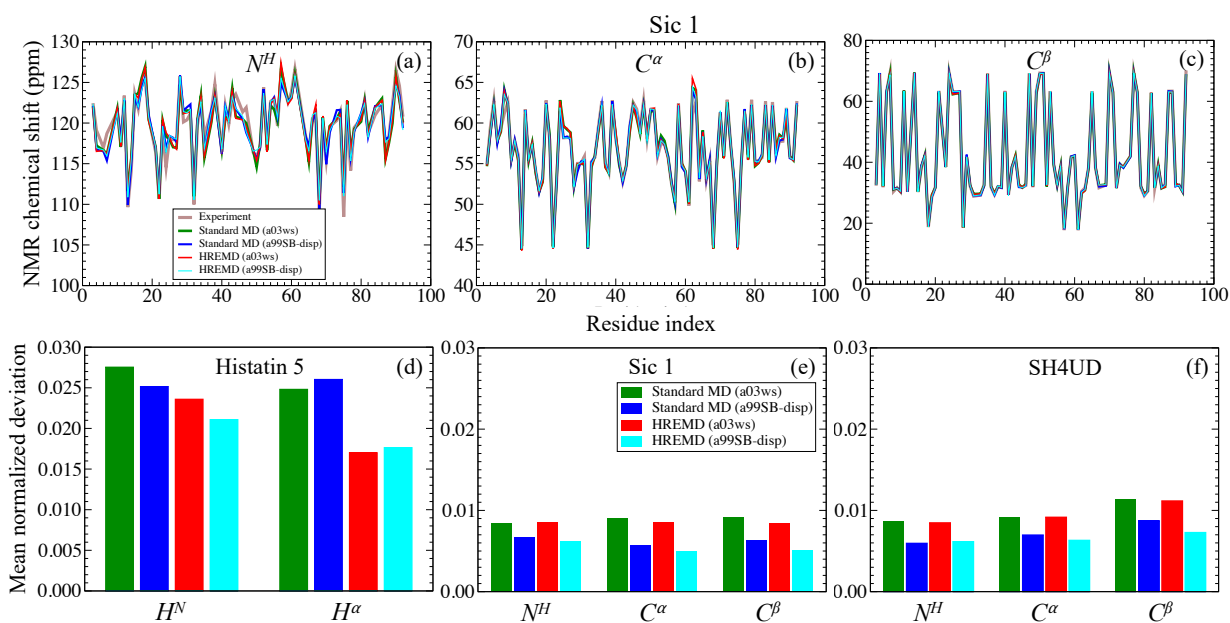 Sic 1
NMR chemical shift (ppm)
130
125
120
115
110
105
100
0 20 40 60 80 100
(a)
N^H
Experiment
Standard MD (a03ws)
Standard MD (a99SB-disp)
HREMD (a03ws)
HREMD (a99SB-disp)
70
65
60
55
50
45
40
0 20 40 60 80 100
(b)
C^α
80
60
40
20
0
0 20 40 60 80 100
(c)
C^β
Residue index
Mean normalized deviation
0.030
0.025
0.020
0.015
0.010
0.005
0.000
Histatin 5
(d)
H^N H^α
0.03
0.02
0.01
0.00
Sic 1
(e)
Standard MD (a03ws)
Standard MD (a99SB-disp)
HREMD (a03ws)
HREMD (a99SB-disp)
N^H C^α C^β
0.03
0.02
0.01
0.00
SH4UD
(f)
N^H C^α C^β